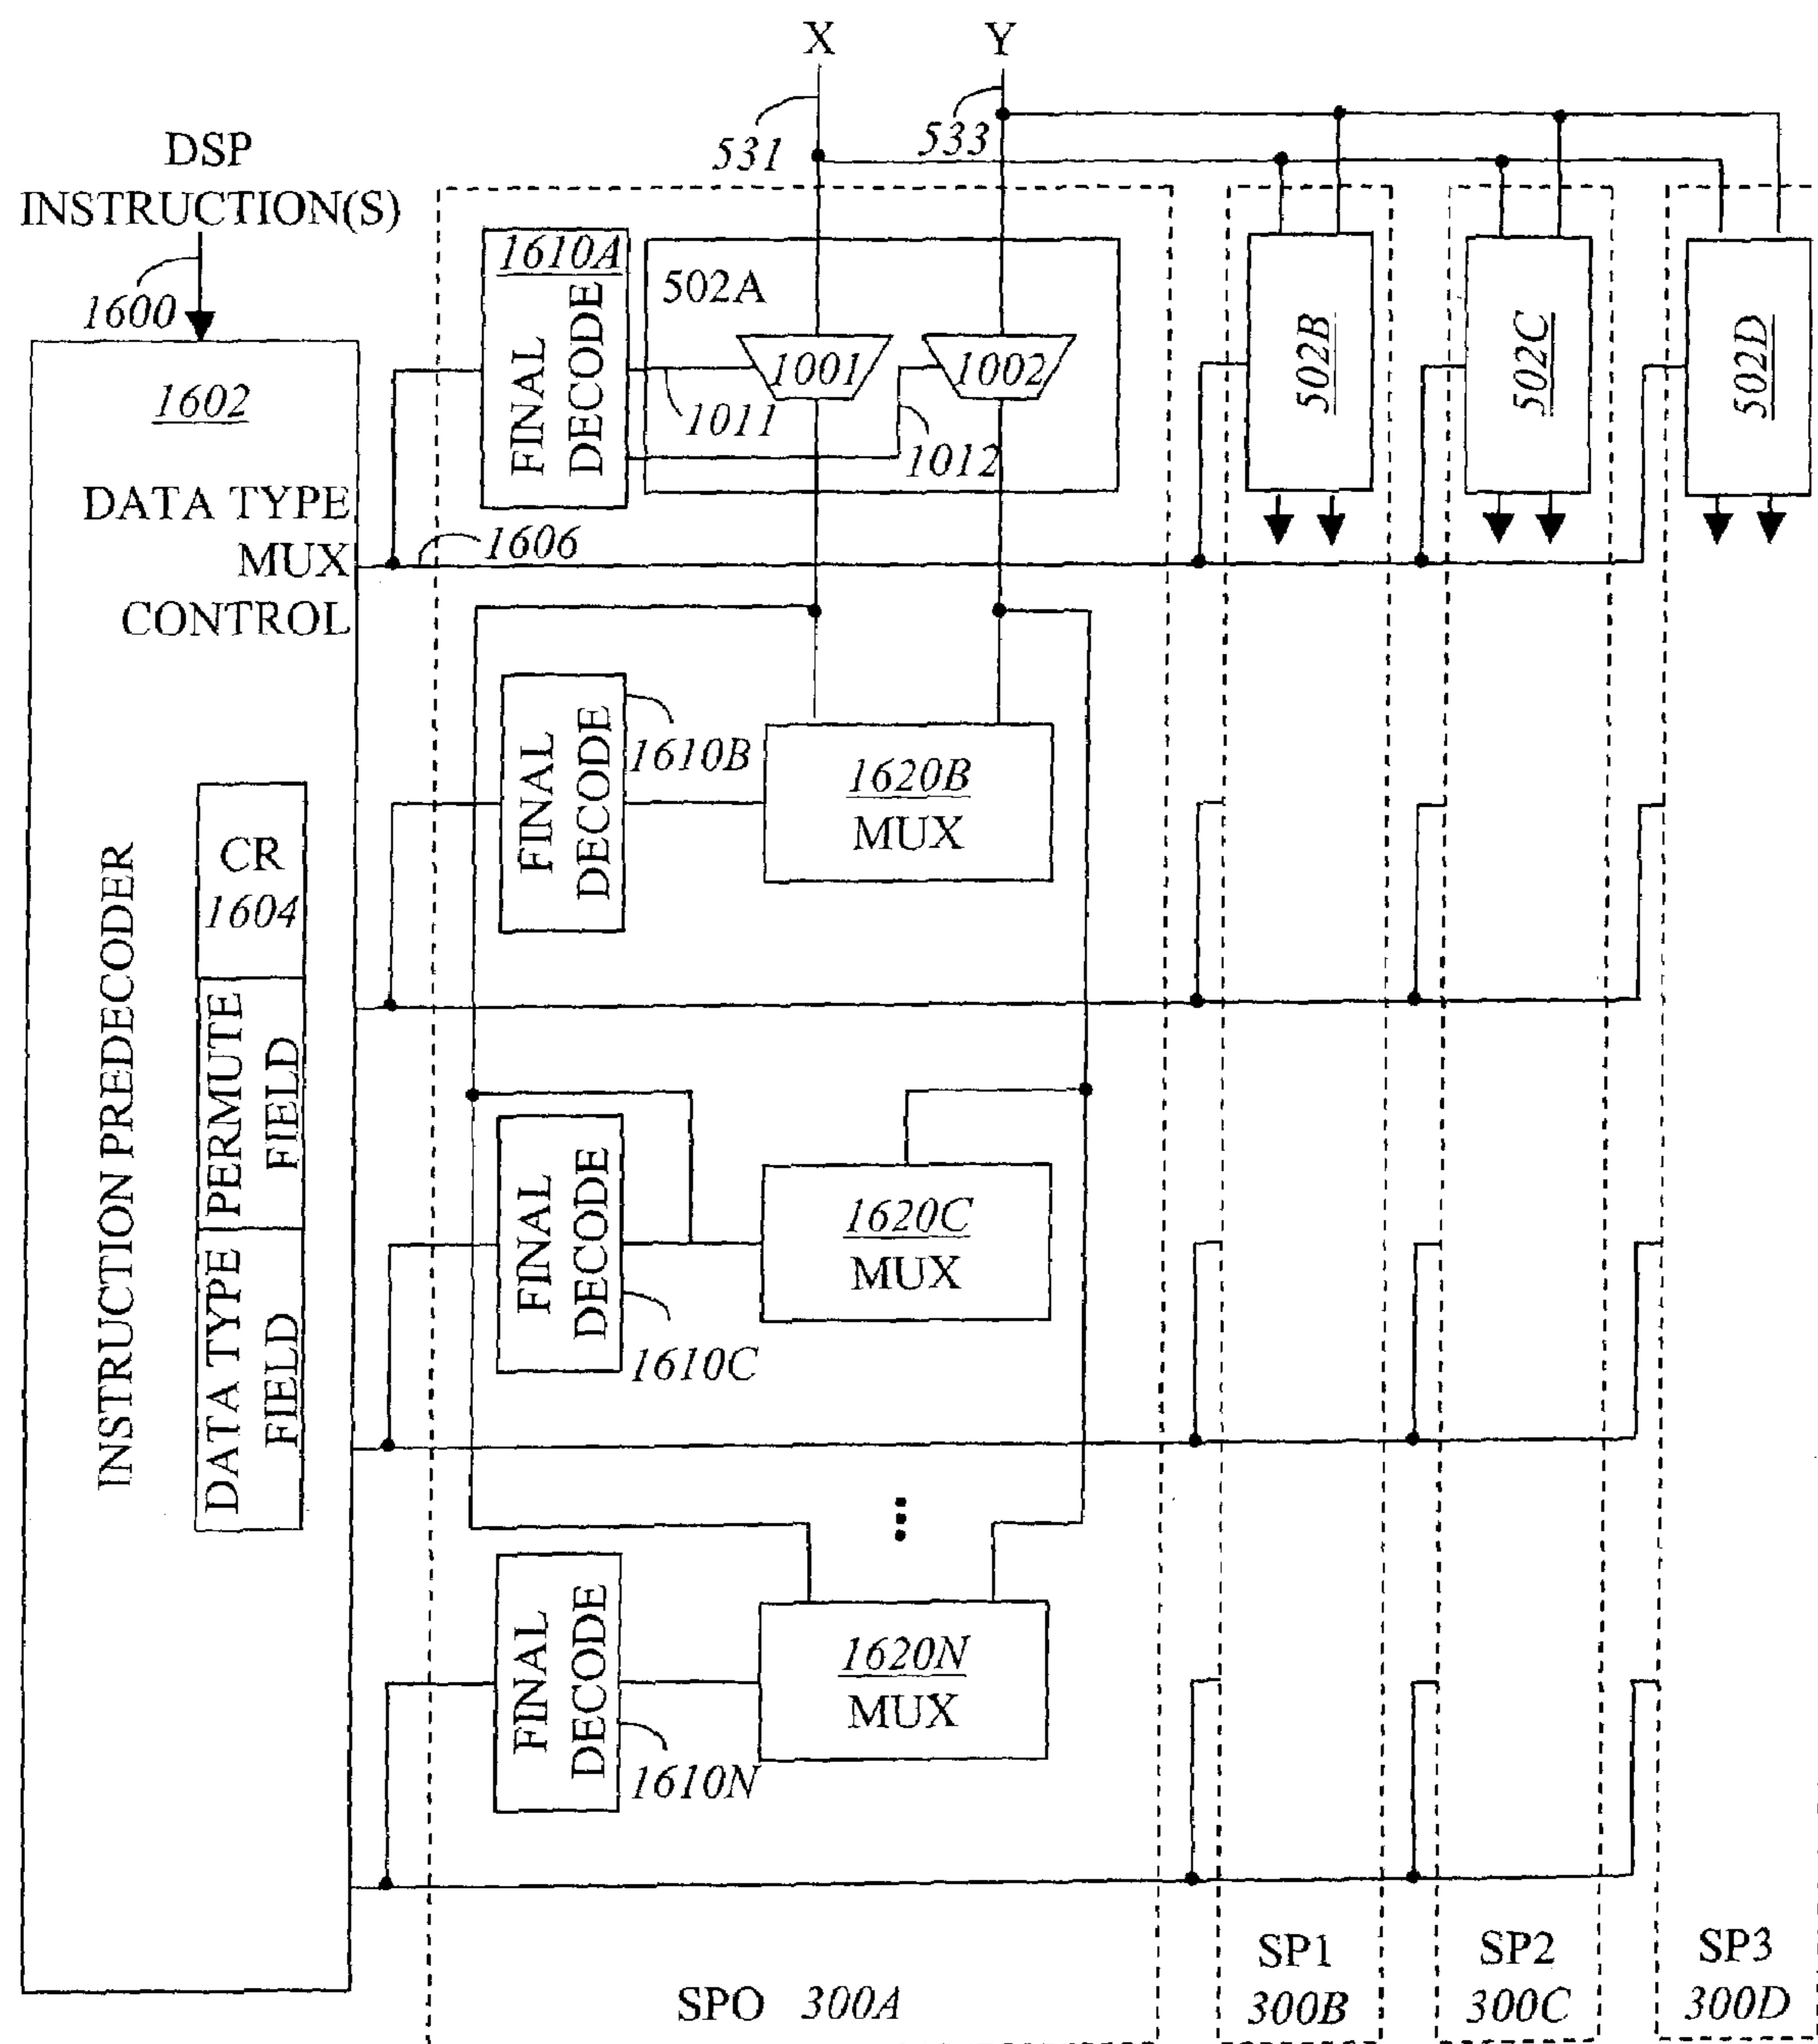 X
Y
531
533
DSP
INSTRUCTION(S)
1600
1602
DATA TYPE
MUX
CONTROL
1606
INSTRUCTION PREDECODER
CR
1604
PERMUTE
FIELD
DATA TYPE
FIELD
1610A
FINAL
DECODE
502A
1001
1002
1011
1012
502B
502C
502D
FINAL
DECODE
1610B
1620B
MUX
FINAL
DECODE
1610C
1620C
MUX
FINAL
DECODE
1610N
1620N
MUX
SPO 300A
SP1
300B
SP2
300C
SP3
300D